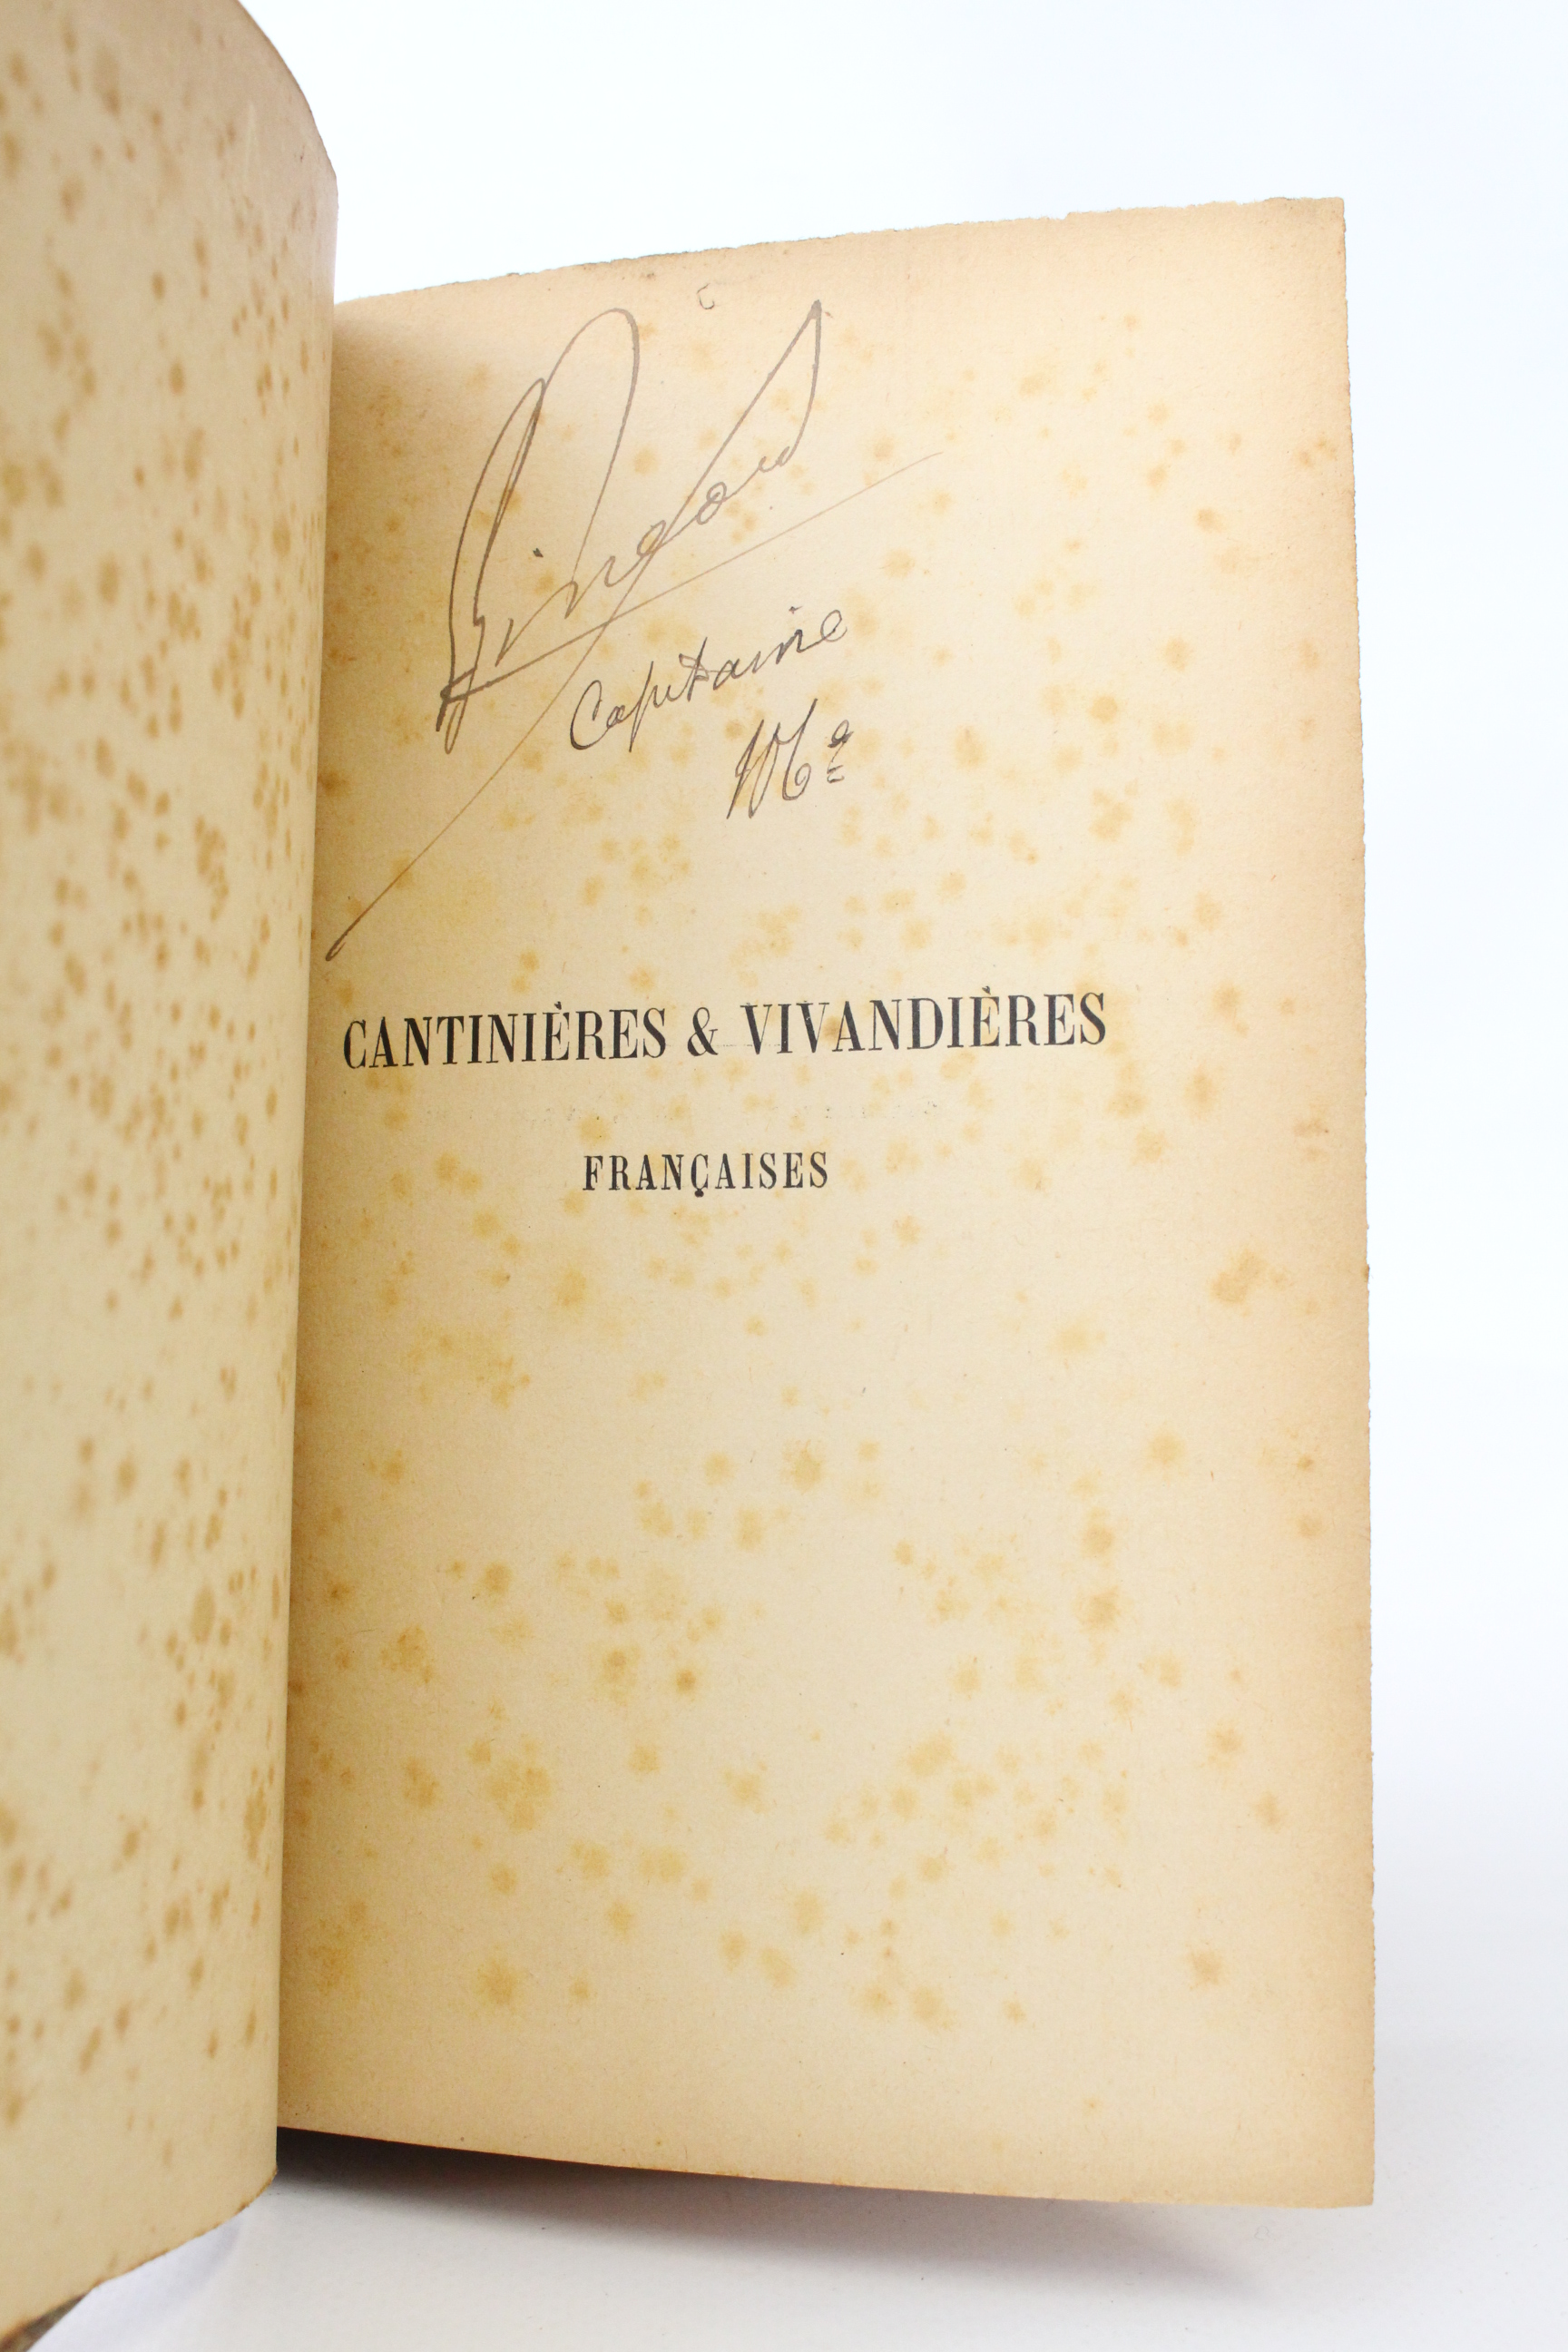 Capitaine
CANTINIÈRES & VIVANDIÈRES
FRANÇAISES